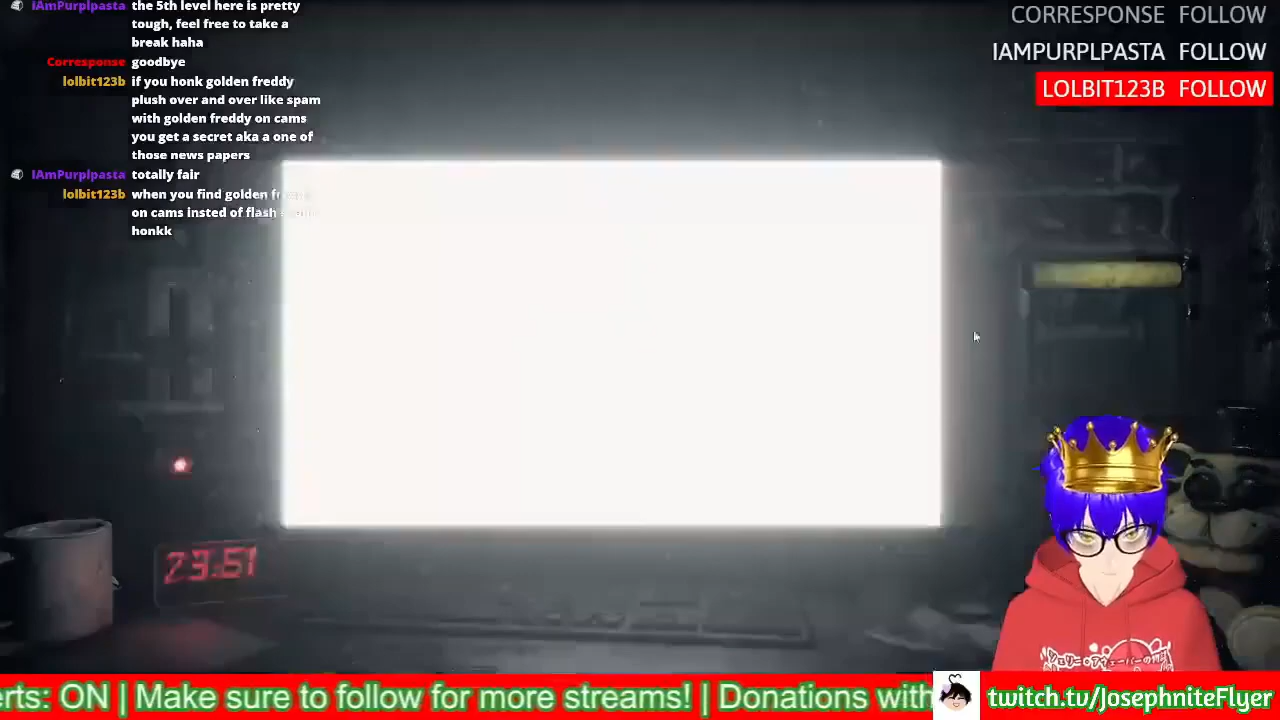 iAmPurplpasta the 5th level here is pretty
tough, feel free to take a
break haha
Corresponse goodbye
lolbit123b if you honk golden freddy
plush over and over like spam
with golden freddy on cams
you get a secret aka a one of
those news papers
iAmPurplpasta totally fair
lolbit123b when you find golden
on cams insted of flash
honkk
CORRESPONSE FOLLOW
IAMPURPLPASTA FOLLOW
LOLBIT123B FOLLOW
23:51
erts: ON | Make sure to follow for more streams! | Donations with
twitch.tv/JosephniteFlyer